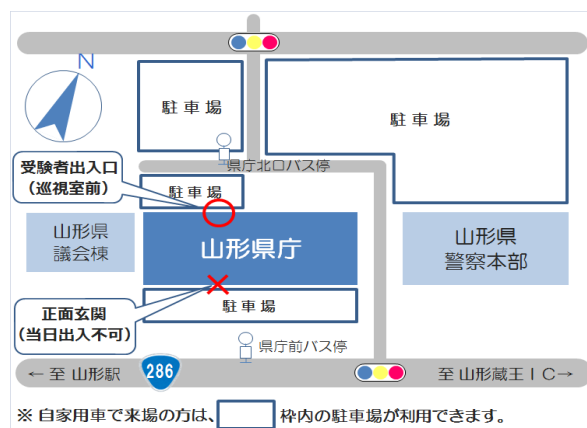 N
駐 車 場
駐 車 場
受験者出入口
(巡視室前)
県庁北口バス停
駐 車 場
山形県
議会棟
山形県庁
山形県
警察本部
正面玄関
(当日出入不可)
駐 車 場
県庁前バス停
← 至 山形駅
286
至 山形蔵王ＩＣ→
※ 自家用車で来場の方は、
枠内の駐車場が利用できます。